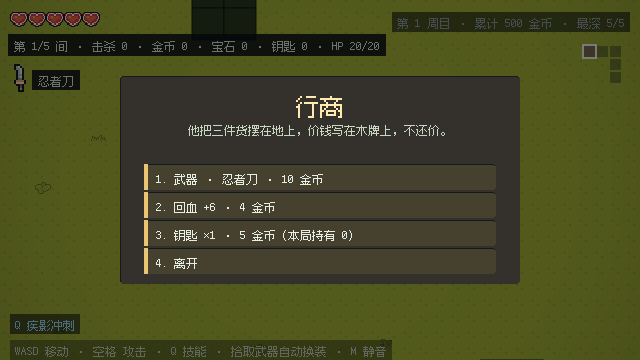 第 1 周目 · 累计 500 金币 · 最深 5/5
第 1/5 间 · 击杀 0 · 金币 0 · 宝石 0 · 钥匙 0 · HP 20/20
忍者刀
行商
他把三件货摆在地上，价钱写在木牌上，不还价。
1. 武器 · 忍者刀 · 10 金币
2. 回血 +6 · 4 金币
3. 钥匙 ×1 · 5 金币（本局持有 0）
4. 离开
Q 疾影冲刺
WASD 移动 · 空格 攻击 · Q 技能 · 拾取武器自动换装 · M 静音